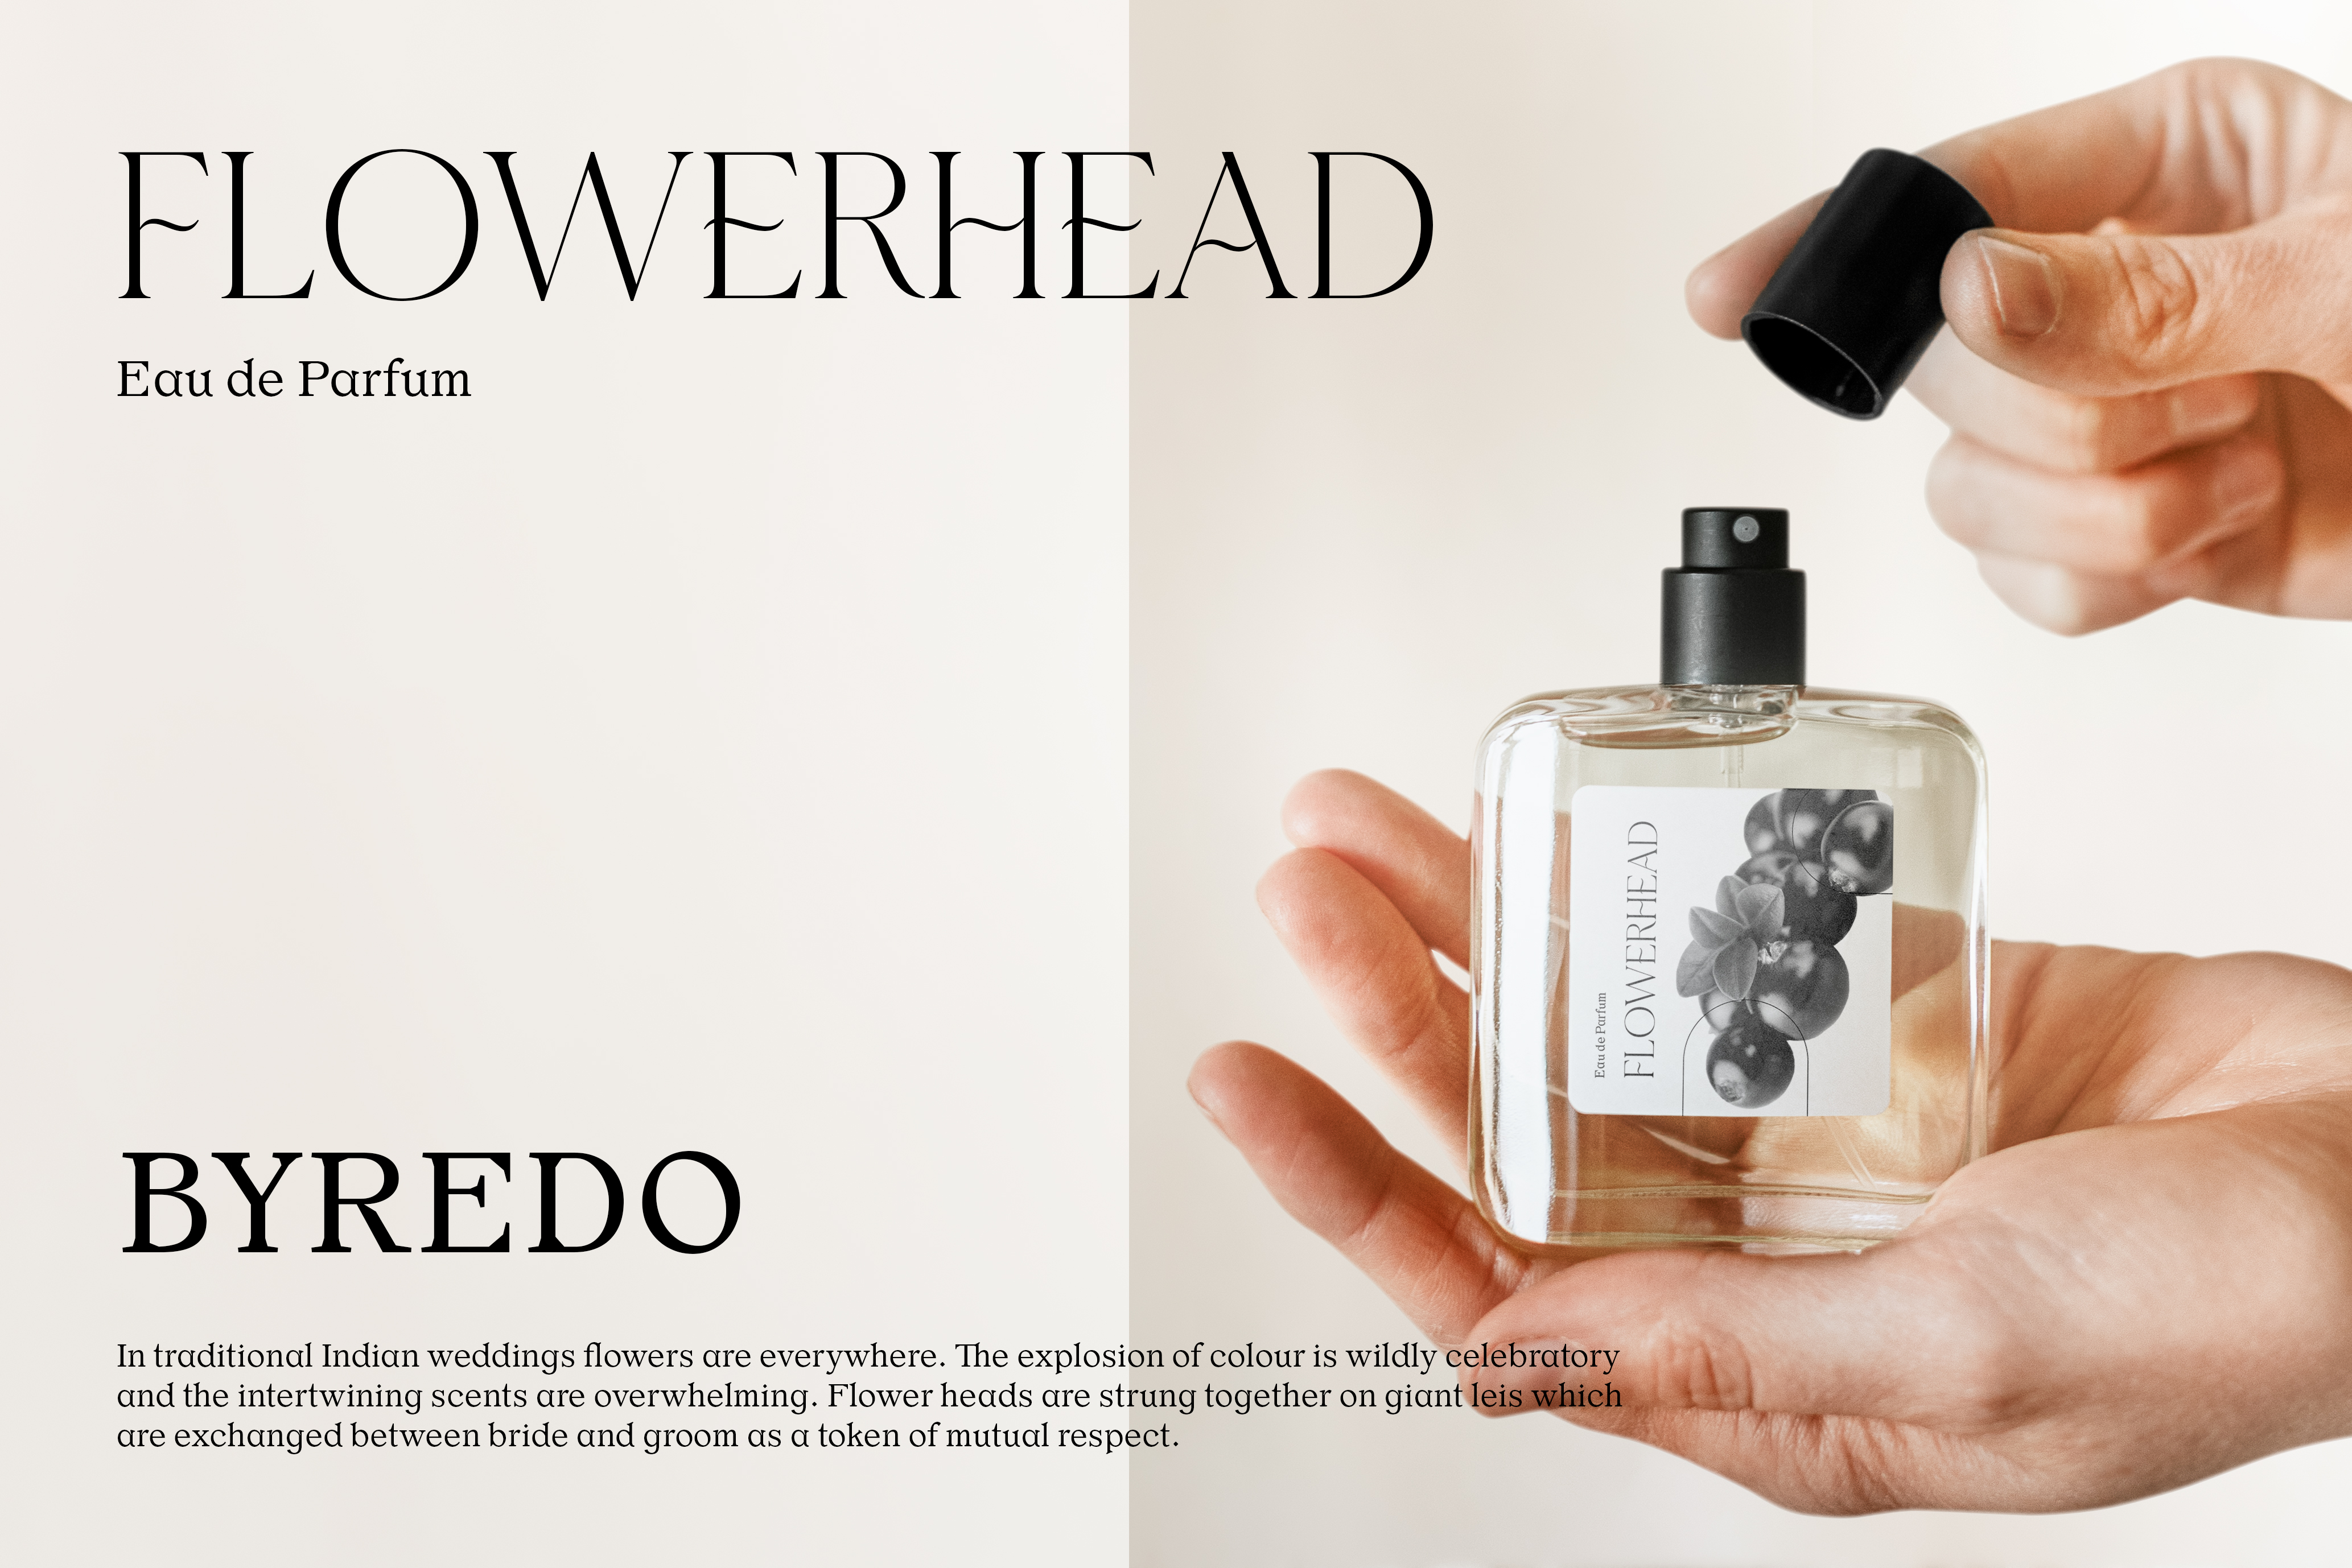 FLOWERHEAD
Eau de Parfum
Eau de Parfum
FLOWERHEAD
BYREDO
In traditional Indian weddings flowers are everywhere. The explosion of colour is wildly celebratory
and the intertwining scents are overwhelming. Flower heads are strung together on giant leis which
are exchanged between bride and groom as a token of mutual respect.